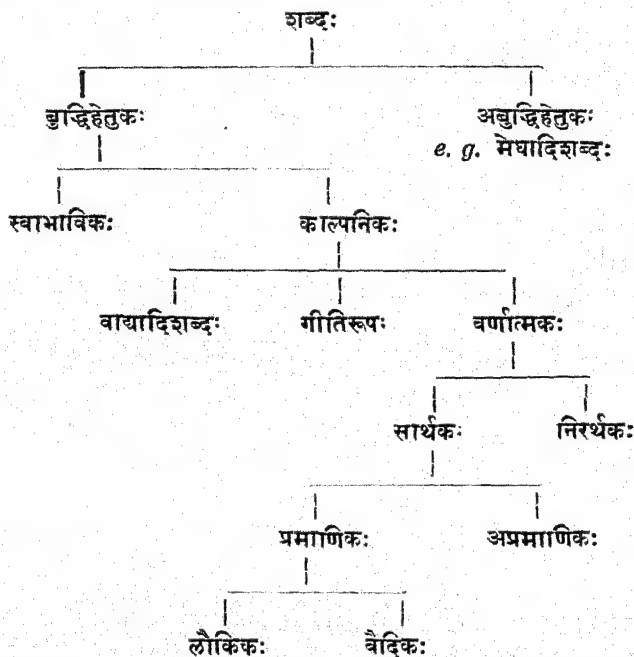 शब्दः
बुद्धिहेतुकः अबुद्धिहेतुकः
e. g. मेघादिशब्दः
स्वाभाविकः काल्पनिकः
वाद्यादिशब्दः गीतिरूपः वर्णात्मकः
सार्थकः निरर्थकः
प्रमाणिकः अप्रमाणिकः
लौकिकः वैदिकः